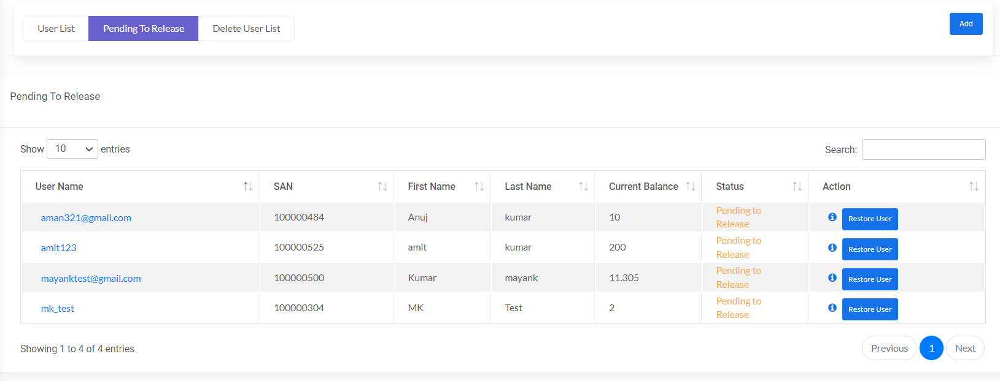 User List Pending To Release Delete User List Add
Pending To Release
Show 10 entries Search:
User Name SAN First Name Last Name Current Balance Status Action
aman321@gmail.com 100000484 Anuj kumar 10 Pending to Release Restore User
amit123 100000525 amit kumar 200 Pending to Release Restore User
mayanktest@gmail.com 100000500 Kumar mayank 11.305 Pending to Release Restore User
mk_test 100000304 MK Test 2 Pending to Release Restore User
Showing 1 to 4 of 4 entries Previous 1 Next